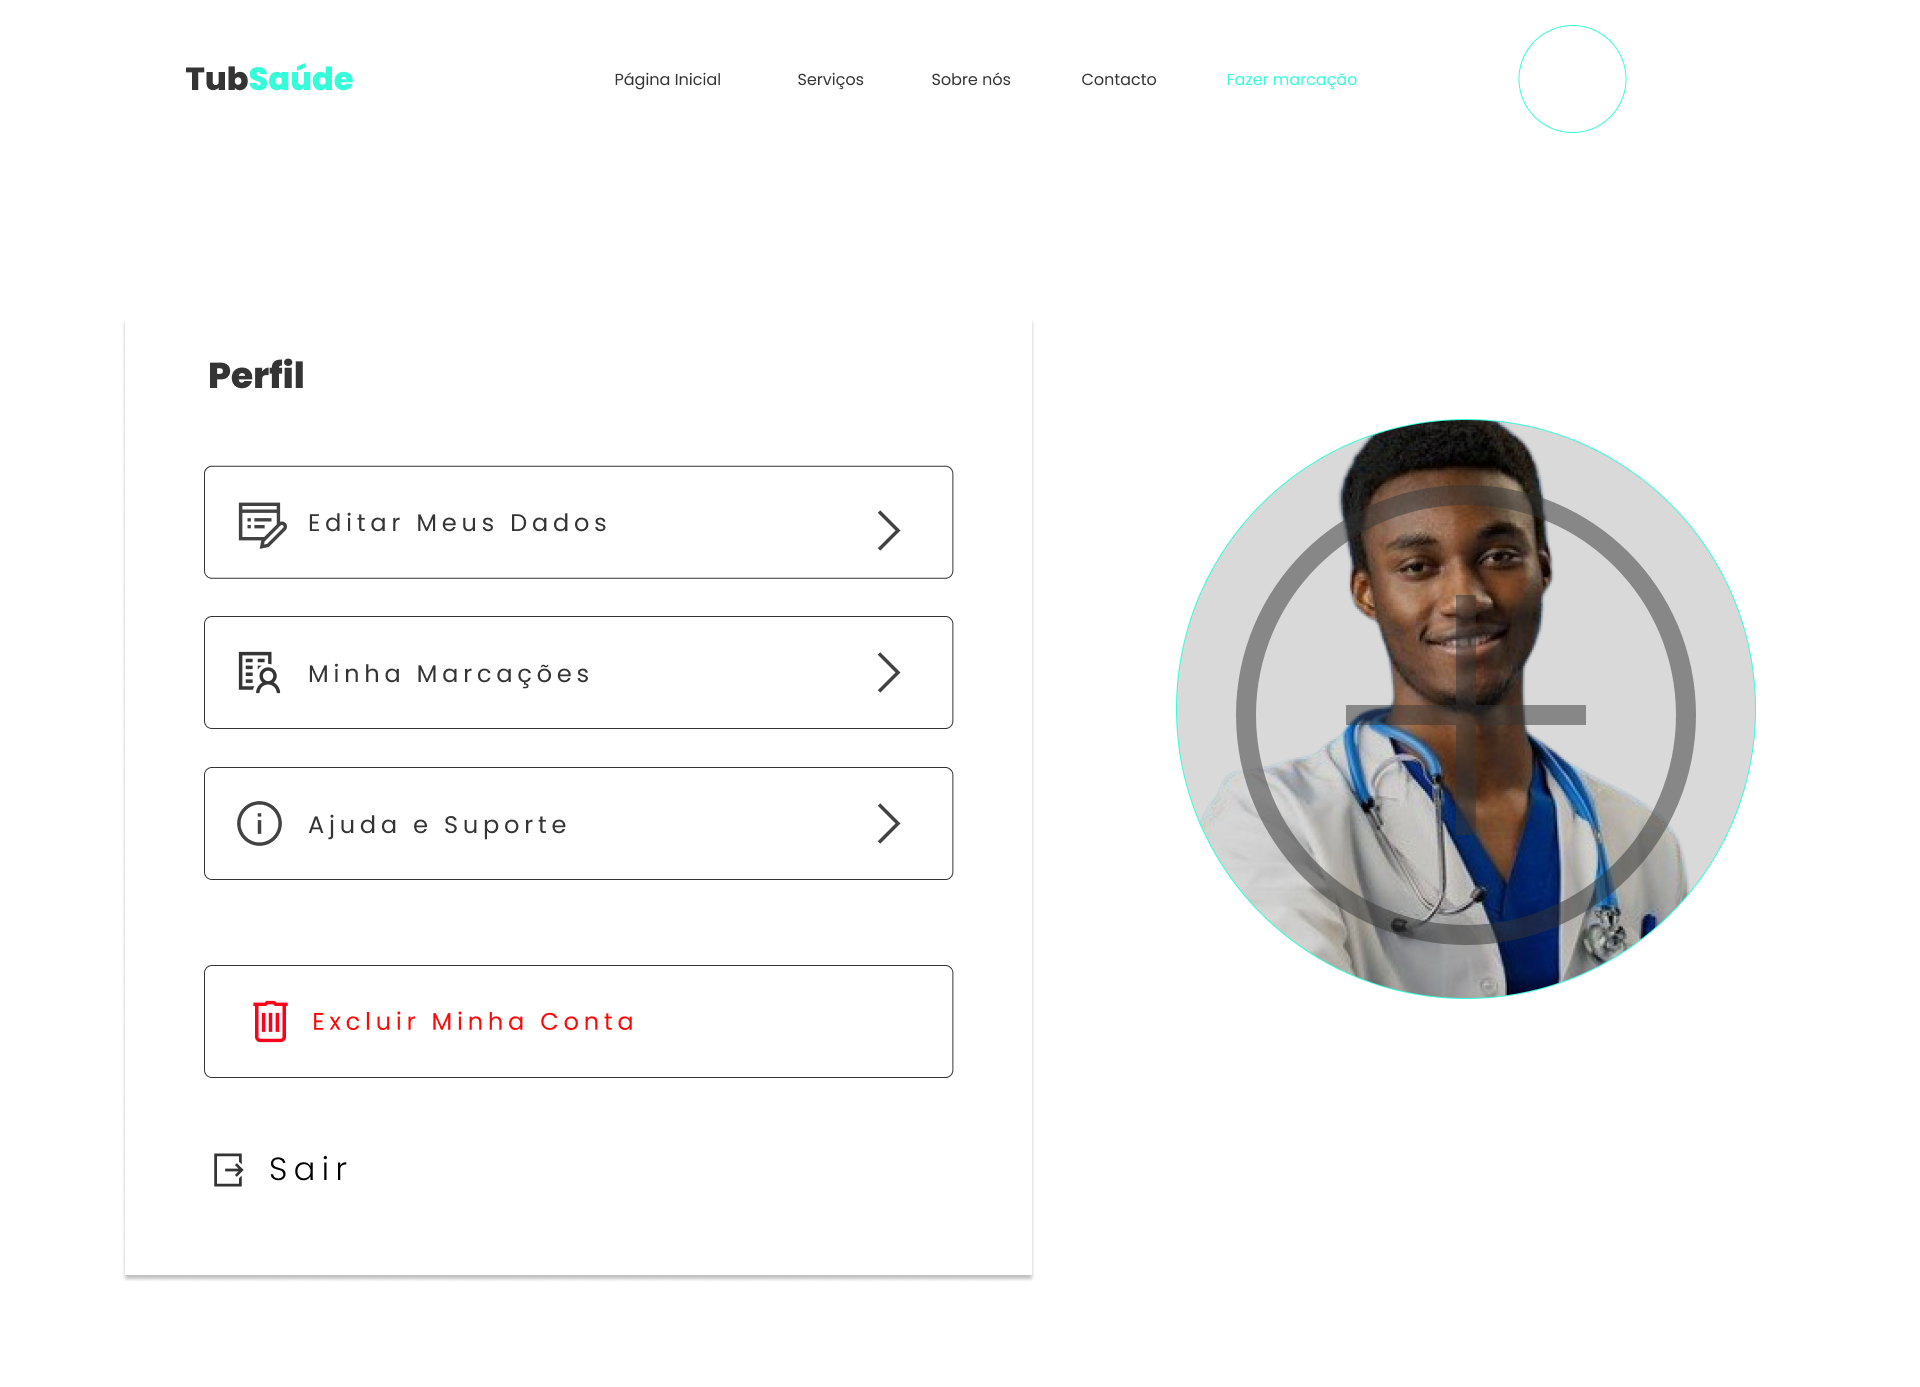 TubSaúde
Página Inicial
Serviços
Sobre nós
Contacto
Fazer marcação
Perfil
Editar Meus Dados
Minha Marcações
Ajuda e Suporte
Excluir Minha Conta
Sair